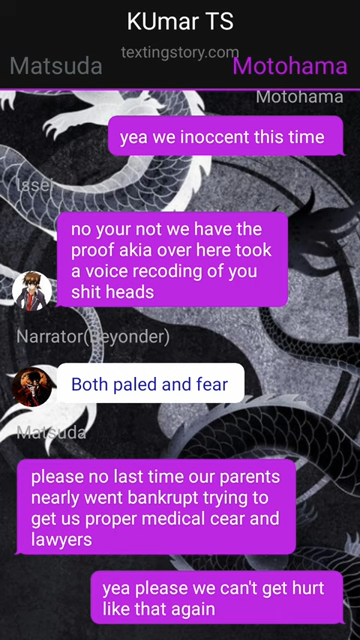 KUmar TS
textingstory.com
Matsuda
Motohama
Motohama
yea we inoccent this time
Issei
no your not we have the
proof akia over here took
a voice recoding of you
shit heads
Narrator(Beyonder)
Both paled and fear
Matsuda
please no last time our parents
nearly went bankrupt trying to
get us proper medical cear and
lawyers
yea please we can't get hurt
like that again